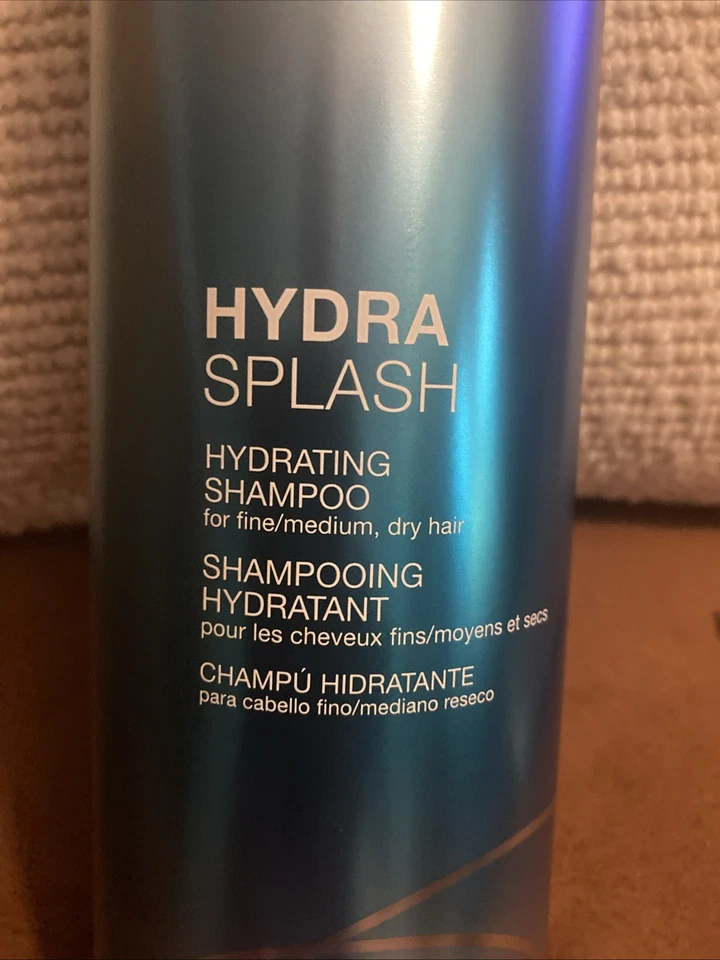 HYDRA
SPLASH
HYDRATING
SHAMPOO
for fine/medium, dry hair
SHAMPOOING
HYDRATANT
pour les cheveux fins/moyens et secs
CHAMPÚ HIDRATANTE
para cabello fino/mediano reseco